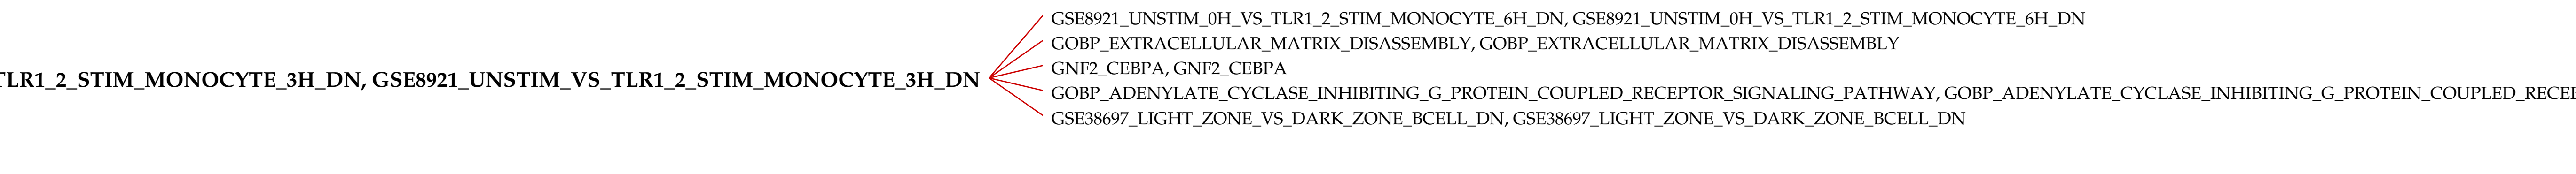 TLR1_2_STIM_MONOCYTE_3H_DN, GSE8921_UNSTIM_VS_TLR1_2_STIM_MONOCYTE_3H_DN
GSE8921_UNSTIM_0H_VS_TLR1_2_STIM_MONOCYTE_6H_DN, GSE8921_UNSTIM_0H_VS_TLR1_2_STIM_MONOCYTE_6H_DN
GOBP_EXTRACELLULAR_MATRIX_DISASSEMBLY, GOBP_EXTRACELLULAR_MATRIX_DISASSEMBLY
GNF2_CEBPA, GNF2_CEBPA
GOBP_ADENYLATE_CYCLASE_INHIBITING_G_PROTEIN_COUPLED_RECEPTOR_SIGNALING_PATHWAY, GOBP_ADENYLATE_CYCLASE_INHIBITING_G_PROTEIN_COUPLED_RECE
GSE38697_LIGHT_ZONE_VS_DARK_ZONE_BCELL_DN, GSE38697_LIGHT_ZONE_VS_DARK_ZONE_BCELL_DN